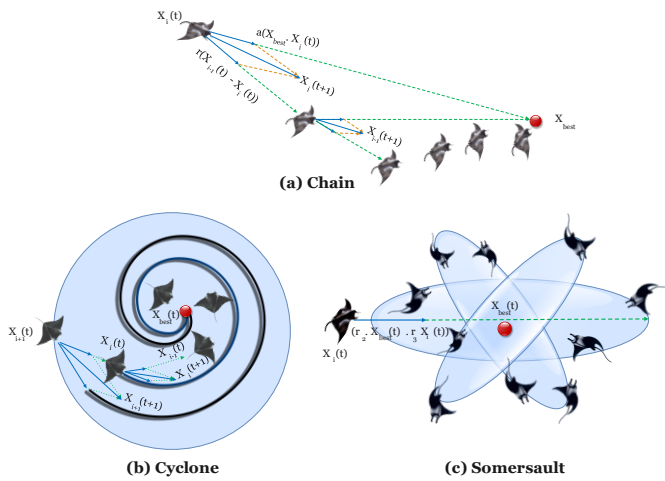 X_i(t)
a(X_best- X_i(t))
r(X_i-1(t) - X_i(t))
X_i(t+1)
X_i-1(t+1)
X_best
(a) Chain
X_best(t)
X_i+1(t)
X_i(t)
X_i-1(t)
X_i(t+1)
X_i+1(t+1)
(b) Cyclone
X_best(t)
(r_2. X_best(t) . r_3 X_i(t))
X_i(t)
(c) Somersault